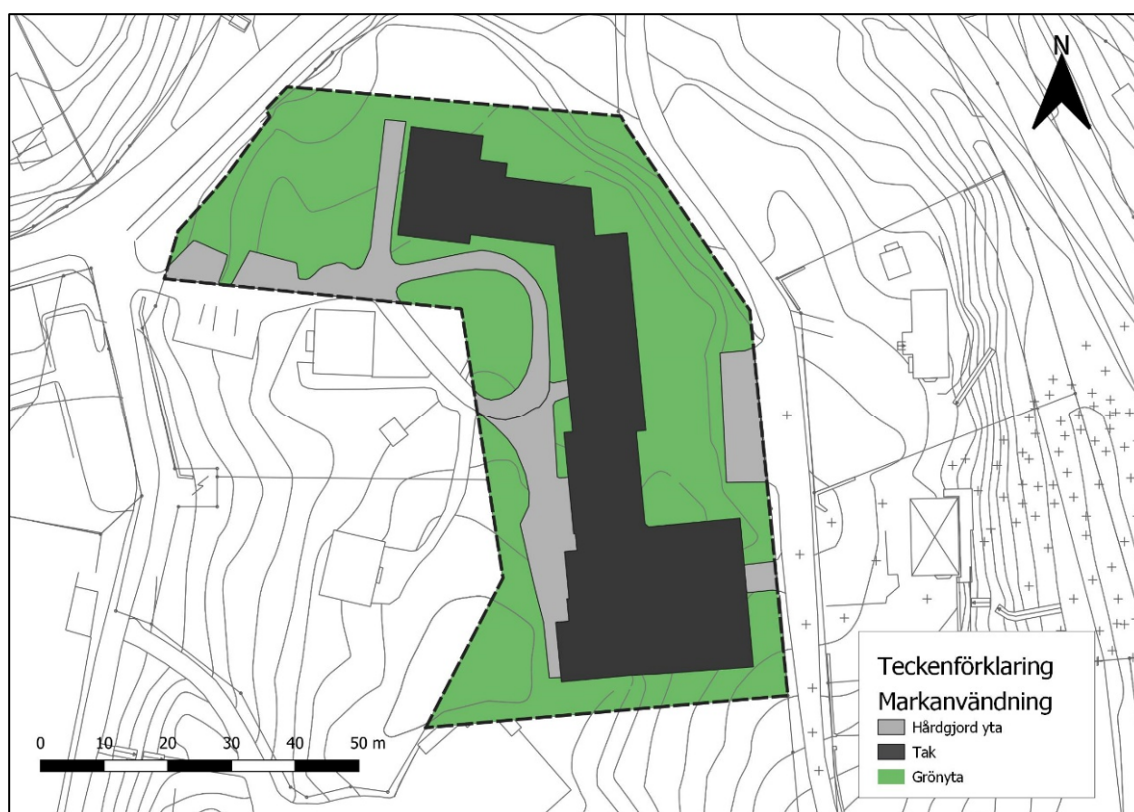 N
Teckenförklaring
Markanvändning
Hårdgjord yta
Tak
Grönyta
0 10 20 30 40 50 m